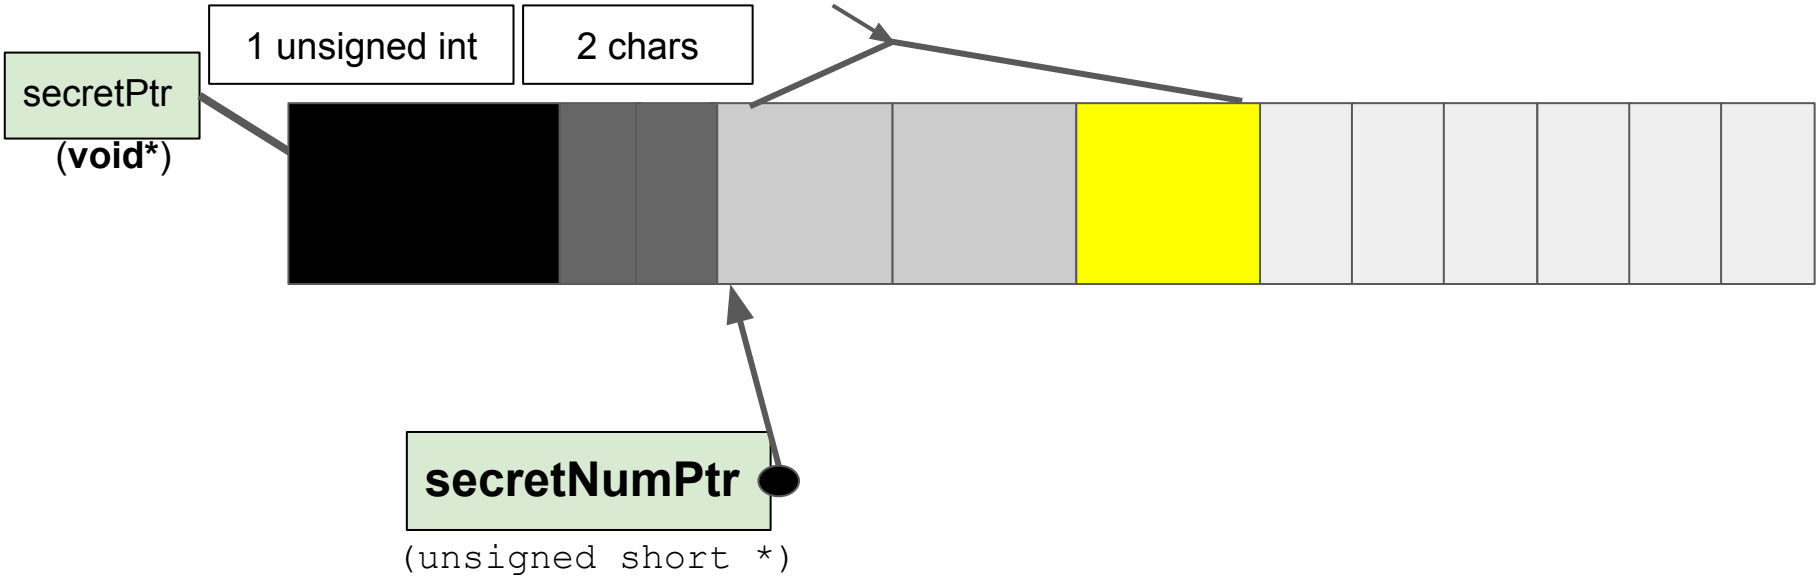 1 unsigned int
2 chars
secretPtr
(void*)
secretNumPtr
(unsigned short *)